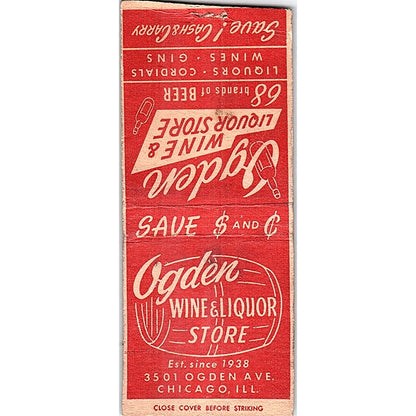 Save! Cash & Carry
LIQUORS • CORDIALS
WINES • GINS
68 brands of BEER
Ogden
WINE &
LIQUOR STORE
SAVE $ AND ¢
Ogden
WINE & LIQUOR
STORE
Est. since 1938
3501 OGDEN AVE.
CHICAGO, ILL.
CLOSE COVER BEFORE STRIKING